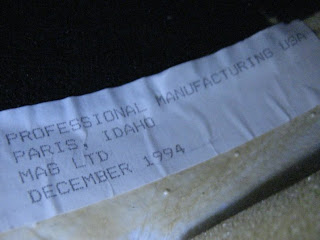 PROFESSIONAL MANUFACTURING USA
PARIS, IDAHO
MAG LTD
DECEMBER 1994